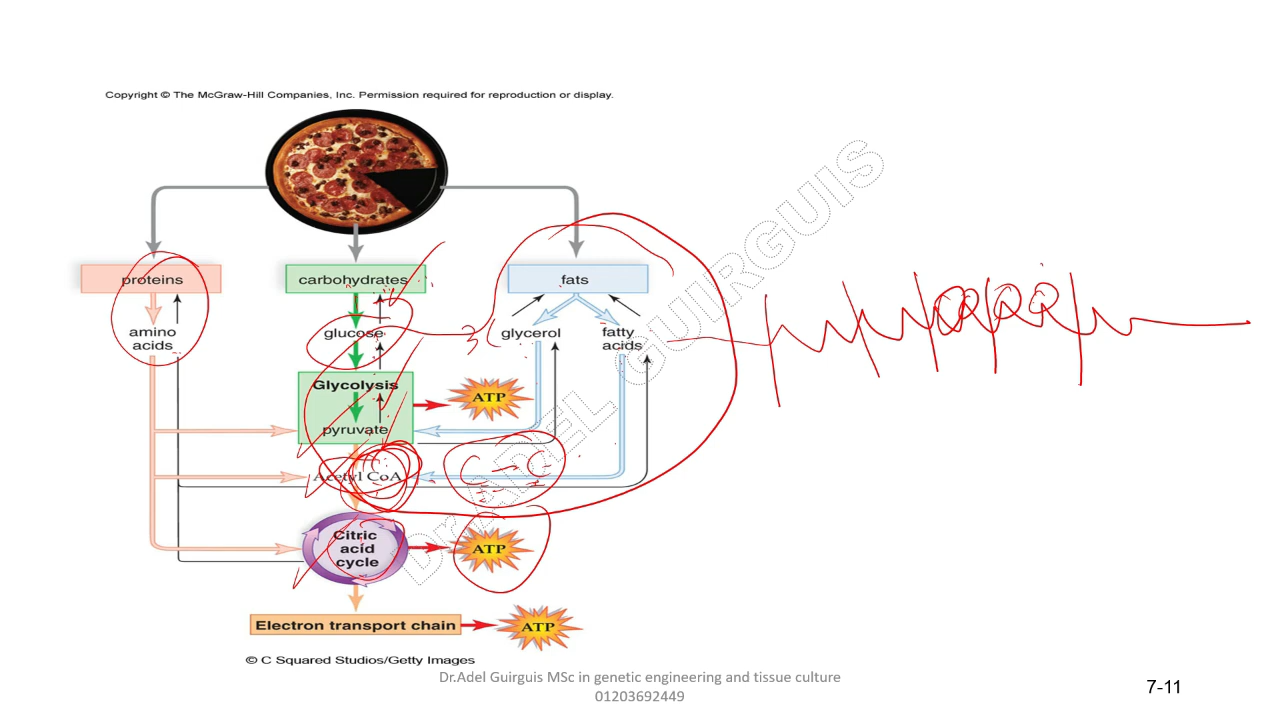 Copyright © The McGraw-Hill Companies, Inc. Permission required for reproduction or display.
proteins
carbohydrates
fats
amino
acids
glucose
glycerol
fatty
acids
Glycolysis
pyruvate
ATP
Acetyl CoA
C C
Citric
acid
cycle
ATP
Electron transport chain
ATP
© C Squared Studios/Getty Images
DR.ADEL GUIRGUIS
Dr.Adel Guirguis MSc in genetic engineering and tissue culture
01203692449
7-11